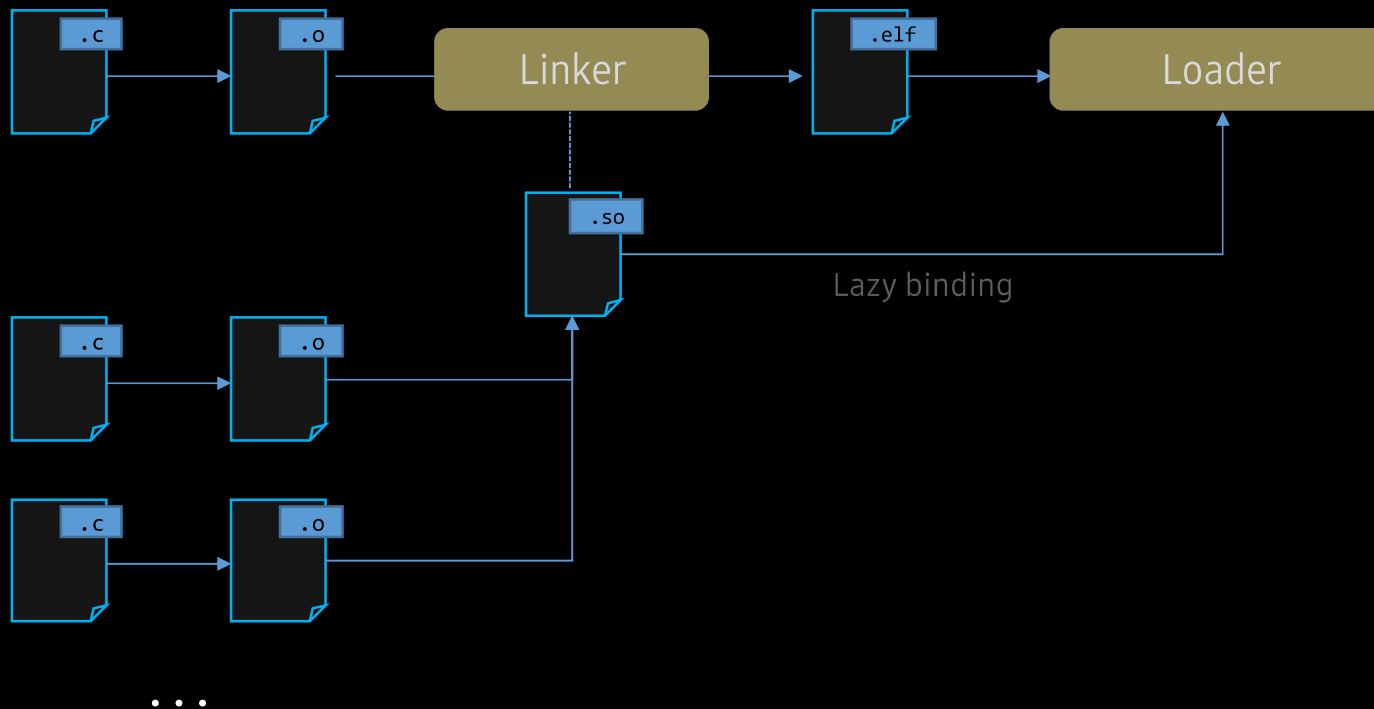 .c
.o
Linker
.elf
Loader
.so
Lazy binding
.c
.o
.c
.o
...